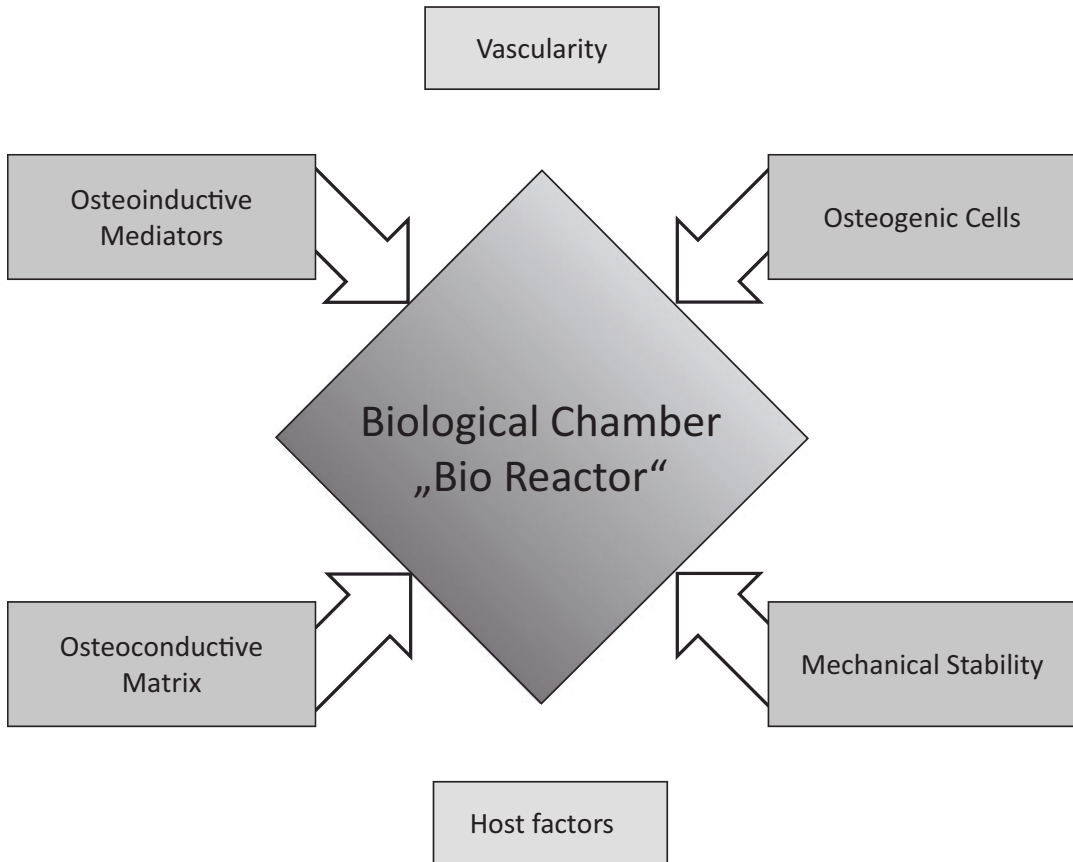 Vascularity
Osteoinductive
Mediators
Osteogenic Cells
Biological Chamber
„Bio Reactor“
Osteoconductive
Matrix
Mechanical Stability
Host factors